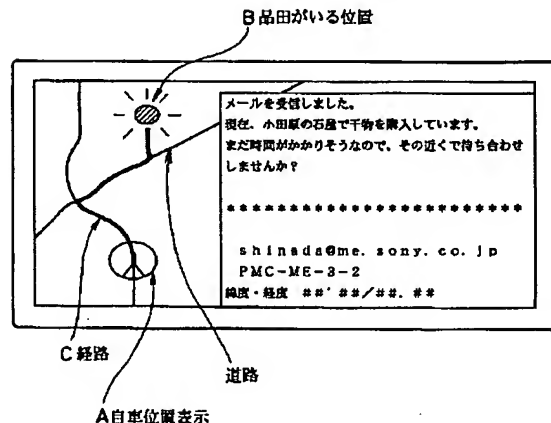 B 品田がいる位置
メールを受信しました。
現在、小田原の石屋で干物を購入しています。
まだ時間がかかりそうなので、その近くで待ち合わせ
しませんか？
＊＊＊＊＊＊＊＊＊＊＊＊＊＊＊＊＊＊＊＊＊＊＊＊
shinada@me.sony.co.jp
PMC-ME-3-2
緯度・経度 ##'##/##.##
C 経路
道路
A自車位置表示